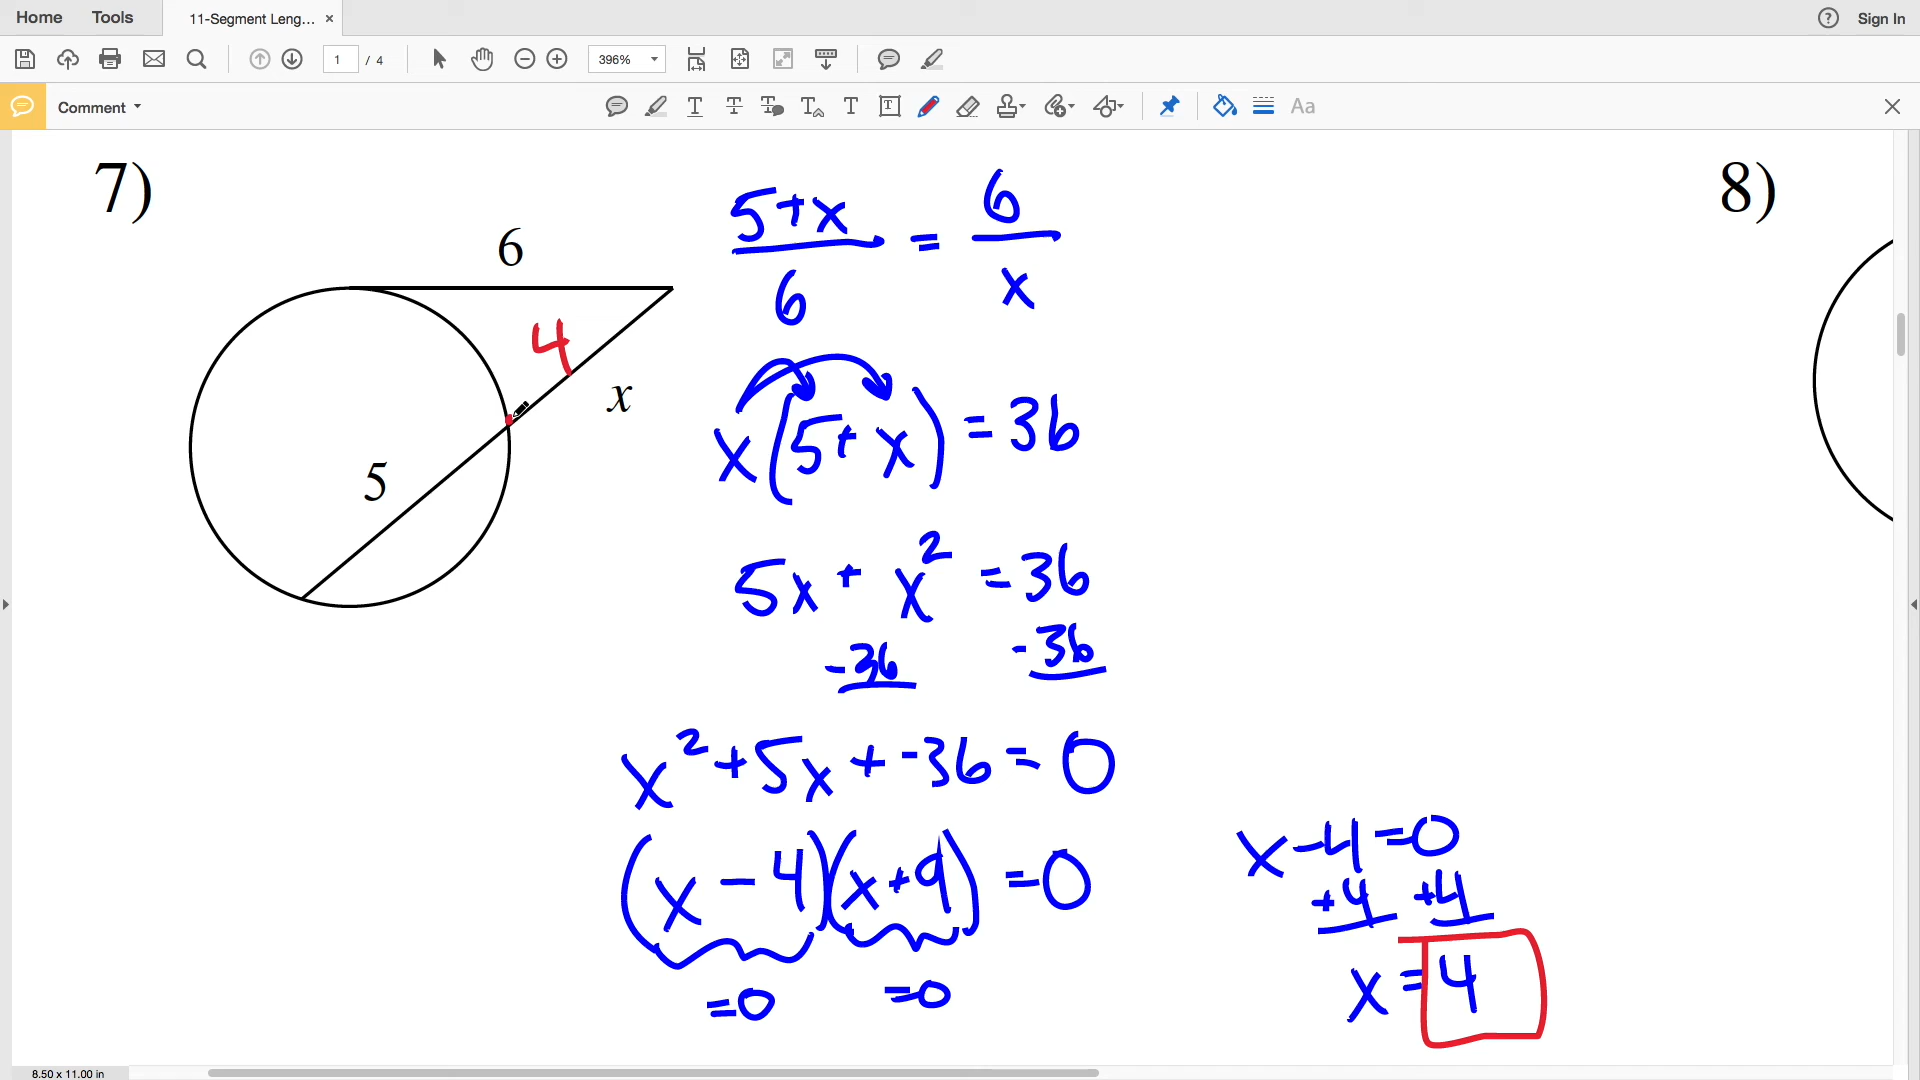 Home Tools 11-Segment Leng... × ? Sign In
1 / 4 396%
Comment Aa
7) 8)
6
4
x
5
5+x/6 = 6/x
x(5+x) = 36
5x + x² = 36
-36 -36
x² + 5x + -36 = 0
(x - 4)(x + 9) = 0
=0 =0
x - 4 = 0
+4 +4
x = 4
8.50 x 11.00 in